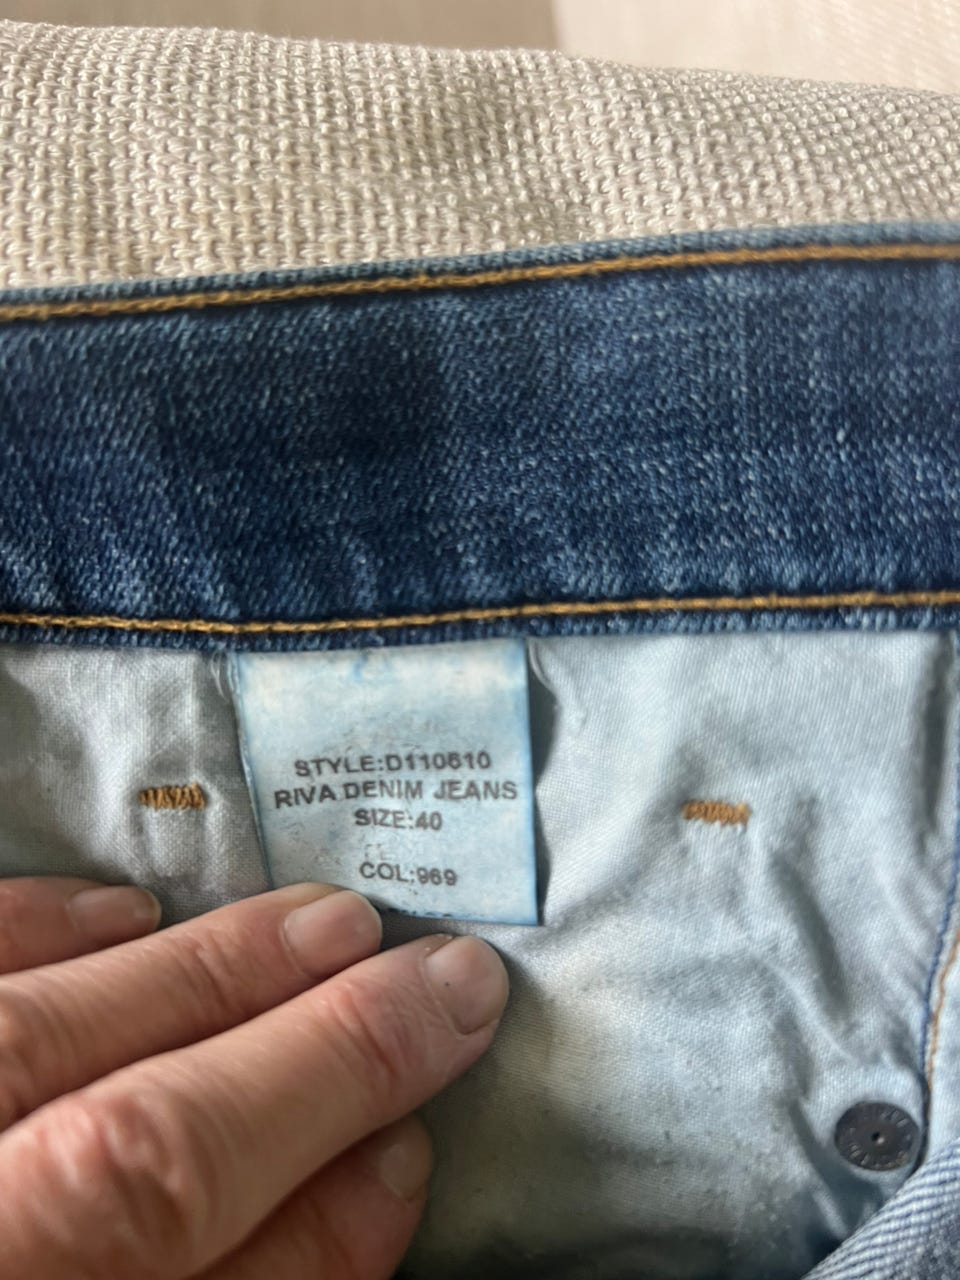 STYLE:D110610
RIVA DENIM JEANS
SIZE:40
COL:969